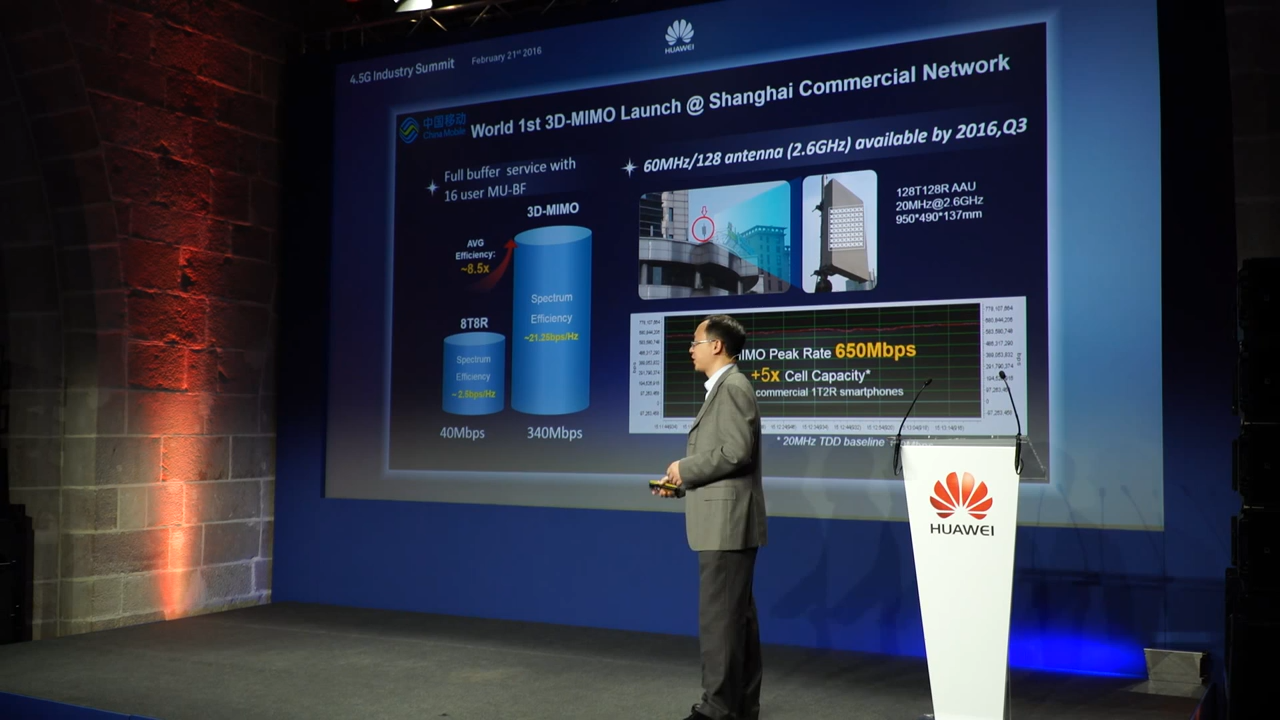 4.5G Industry Summit
February 21st 2016
HUAWEI
中国移动
China Mobile
World 1st 3D-MIMO Launch @ Shanghai Commercial Network
Full buffer service with
16 user MU-BF
3D-MIMO
AVG
Efficiency:
~8.5x
Spectrum
Efficiency
~21.25bps/Hz
8T8R
Spectrum
Efficiency
~ 2.6bps/Hz
40Mbps
340Mbps
60MHz/128 antenna (2.6GHz) available by 2016,Q3
128T128R AAU
20MHz@2.6GHz
950*490*137mm
MIMO Peak Rate 650Mbps
+5x Cell Capacity*
commercial 1T2R smartphones
* 20MHz TDD baseline
HUAWEI